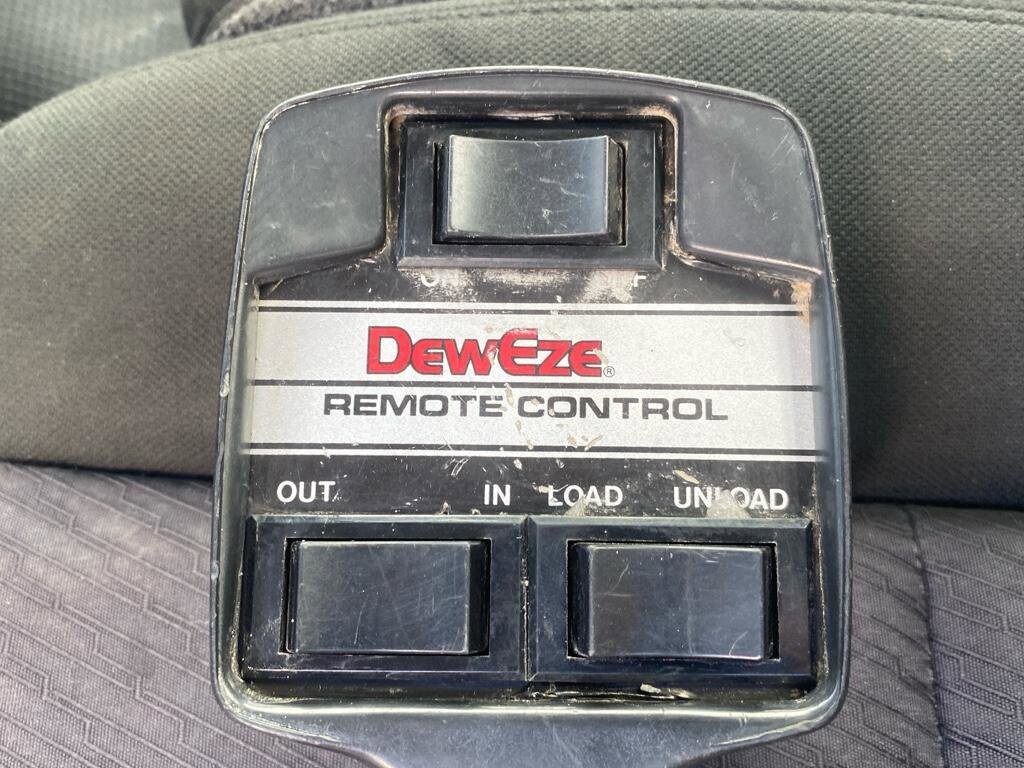 DewEze®
REMOTE CONTROL
OUT IN LOAD UNLOAD